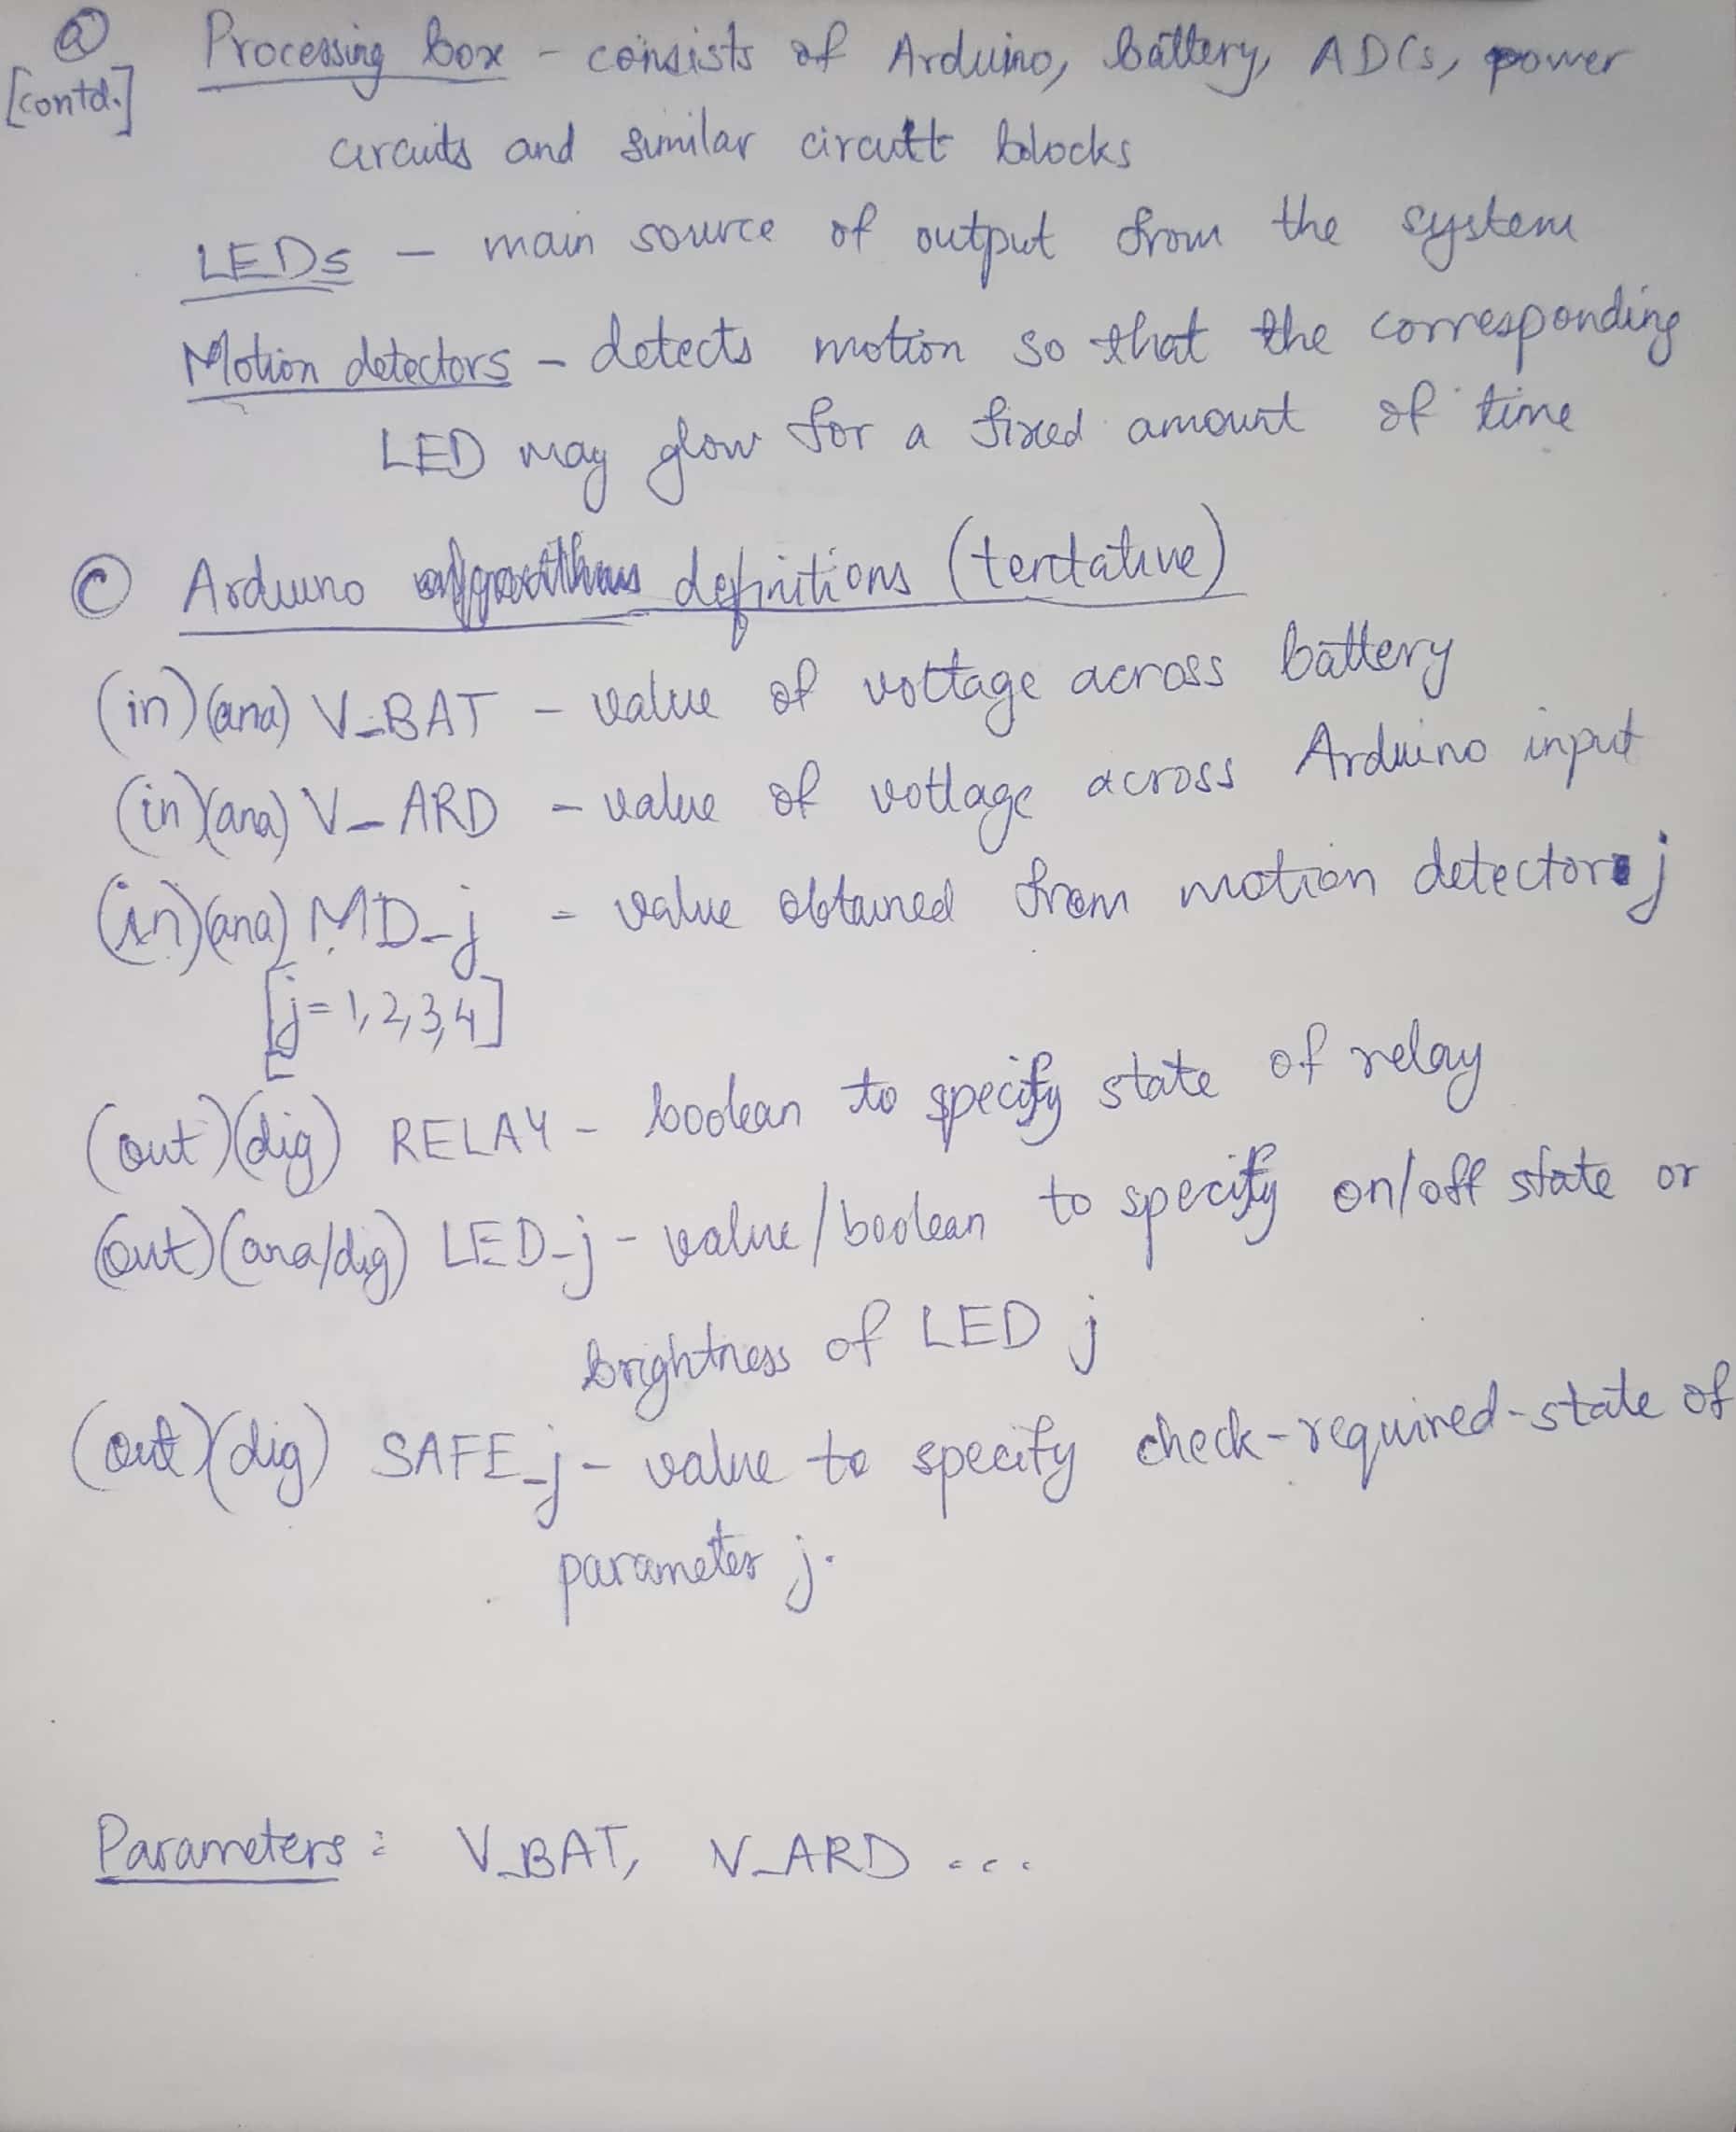 (a) Processing box - consists of Arduino, battery, ADCs, power
[contd.]
circuits and similar circuit blocks
LEDs - main source of output from the system
Motion detectors - detects motion so that the corresponding
LED may glow for a fixed amount of time
(c) Arduino definitions (tentative)
(in)(ana) V_BAT - value of voltage across battery
(in)(ana) V_ARD - value of votlage across Arduino input
(in)(ana) MD_j - value obtained from motion detector j
[j=1,2,3,4]
(out)(dig) RELAY - boolean to specify state of relay
(out)(ana/dig) LED_j - value/boolean to specify on/off state or
brightness of LED j
(out)(dig) SAFE_j - value to specify check-required-state of
parameter j.
Parameters: V_BAT, V_ARD ...